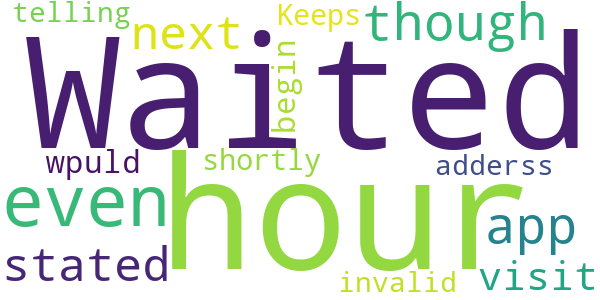 telling
next
Keeps
though
Waited
begin
wpuld
shortly
adderss
even
hour
app
stated
invalid
visit